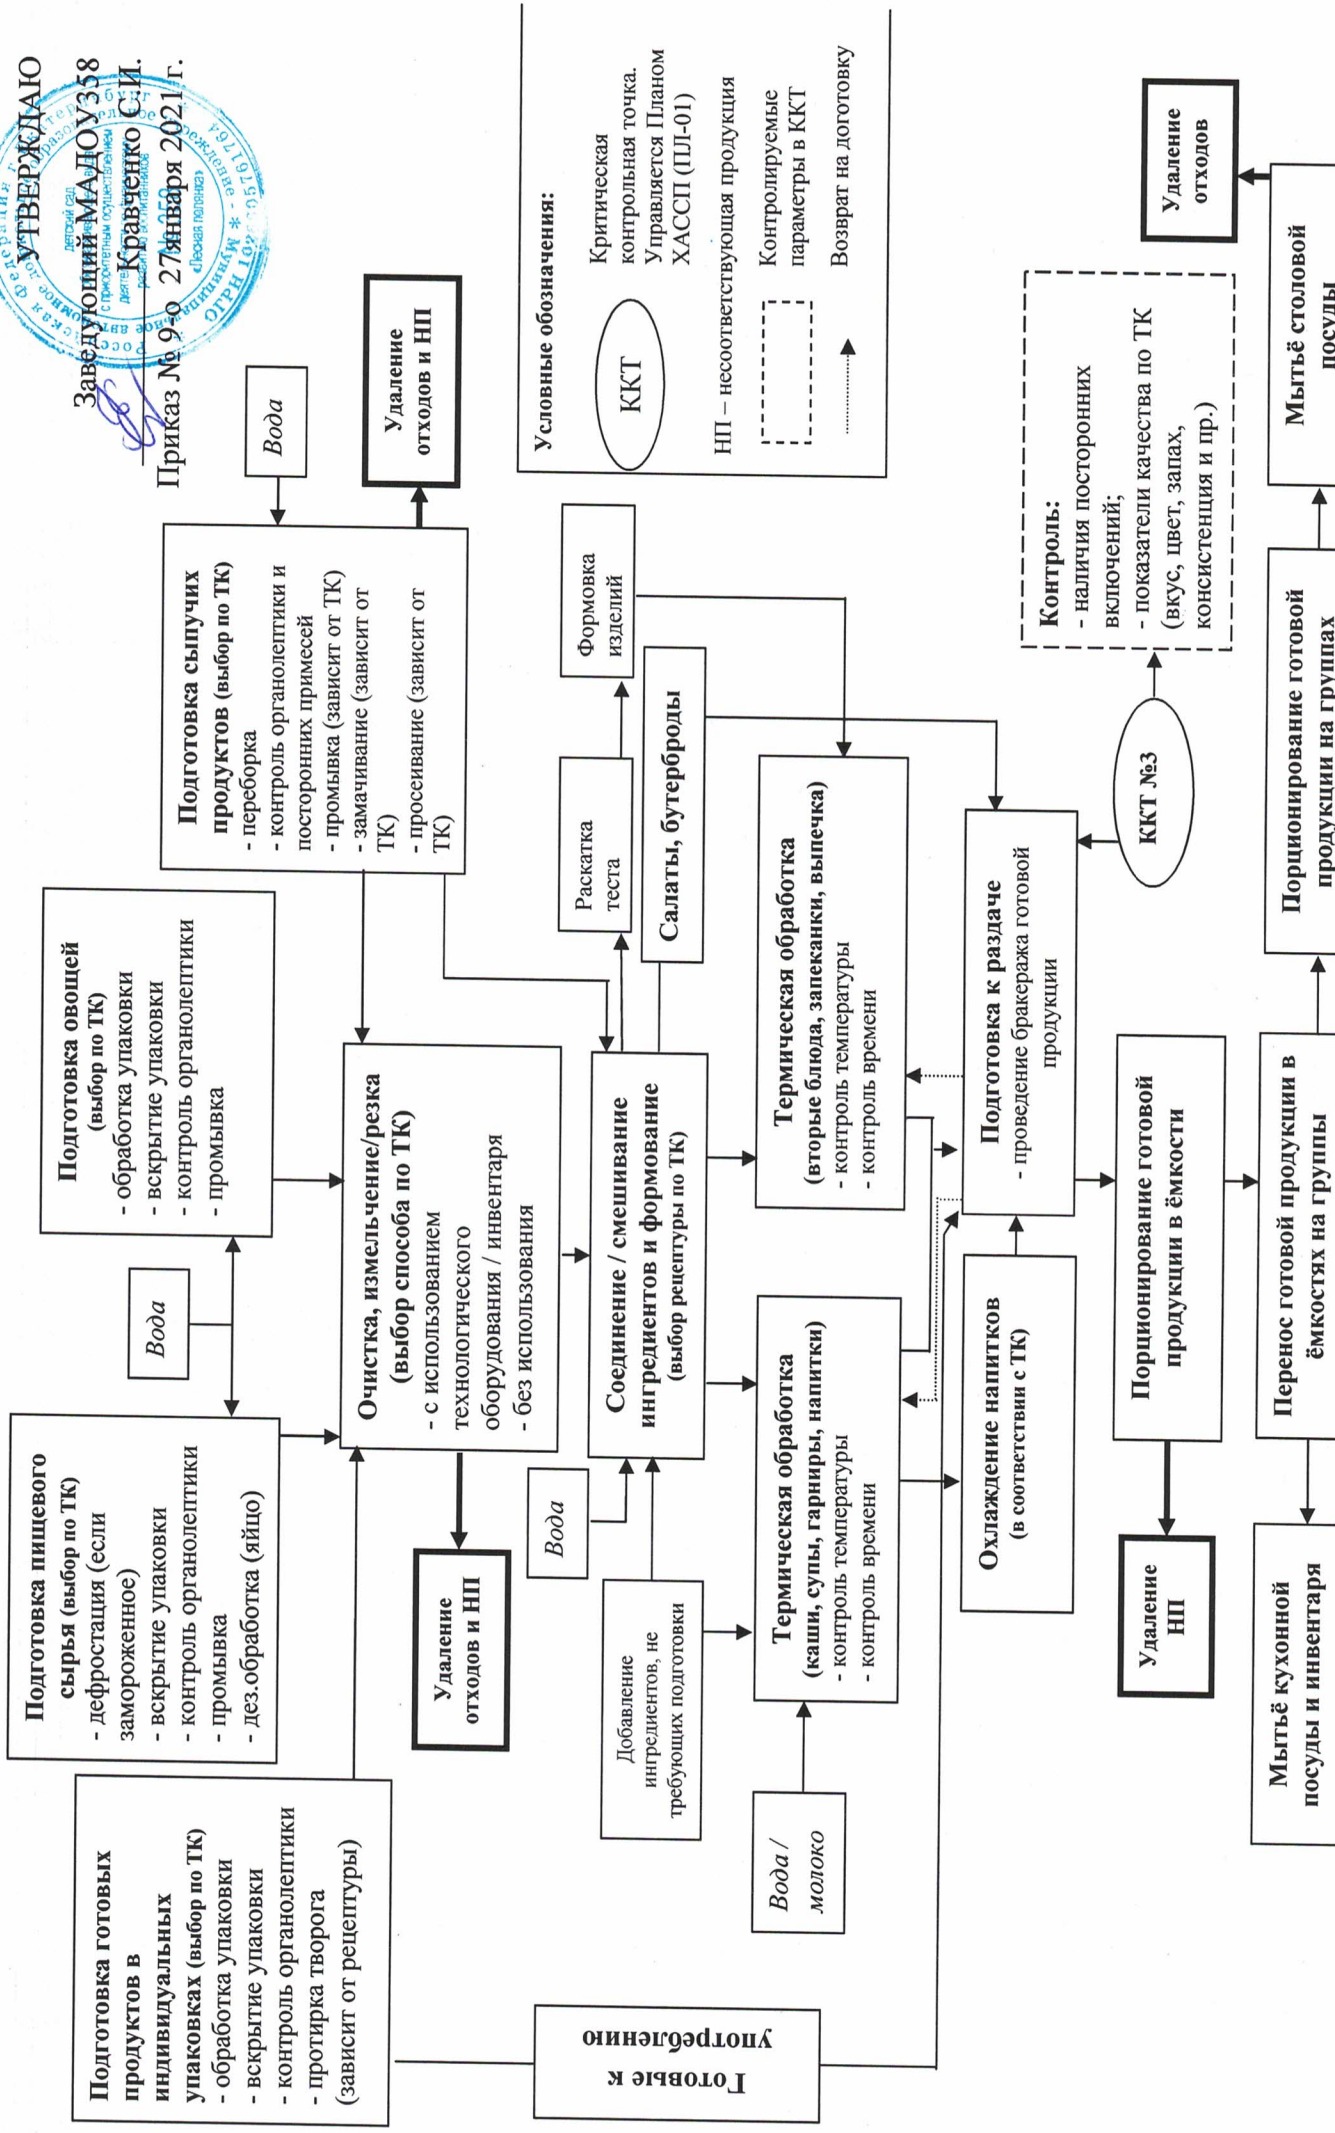 УТВЕРЖДАЮ
Заведующий МАДОУ358
Кравченко С.И.
Приказ № 9-о 27января 2021 г.
детский сад
с приоритетным осуществлением
«Лесная полянка»
Подготовка готовых
продуктов в
индивидуальных
упаковках (выбор по ТК)
- обработка упаковки
- вскрытие упаковки
- контроль органолептики
- протирка творога
(зависит от рецептуры)
Подготовка пищевого
сырья (выбор по ТК)
- дефростация (если
замороженное)
- вскрытие упаковки
- контроль органолептики
- промывка
- дез.обработка (яйцо)
Вода
Подготовка овощей
(выбор по ТК)
- обработка упаковки
- вскрытие упаковки
- контроль органолептики
- промывка
Подготовка сыпучих
продуктов (выбор по ТК)
- переборка
- контроль органолептики и
посторонних примесей
- промывка (зависит от ТК)
- замачивание (зависит от
ТК)
- просеивание (зависит от
ТК)
Вода
Удаление
отходов и НП
Очистка, измельчение/резка
(выбор способа по ТК)
- с использованием
технологического
оборудования / инвентаря
- без использования
Удаление
отходов и НП
Вода
Соединение / смешивание
ингредиентов и формование
(выбор рецептуры по ТК)
Раскатка
теста
Формовка
изделий
Салаты, бутерброды
Условные обозначения:
ККТ
Критическая
контрольная точка.
Управляется Планом
ХАССП (ПЛ-01)
НП – несоответствующая продукция
Контролируемые
параметры в ККТ
Возврат на доготовку
Готовые к
употреблению
Добавление
ингредиентов, не
требующих подготовки
Вода /
молоко
Термическая обработка
(каши, супы, гарниры, напитки)
- контроль температуры
- контроль времени
Термическая обработка
(вторые блюда, запеканки, выпечка)
- контроль температуры
- контроль времени
Охлаждение напитков
(в соответствии с ТК)
Подготовка к раздаче
- проведение бракеража готовой
продукции
ККТ №3
Контроль:
- наличия посторонних
включений;
- показатели качества по ТК
(вкус, цвет, запах,
консистенция и пр.)
Удаление
НП
Порционирование готовой
продукции в ёмкости
Удаление
отходов
Мытьё кухонной
посуды и инвентаря
Перенос готовой продукции в
ёмкостях на группы
Порционирование готовой
продукции на группах
Мытьё столовой
посуды